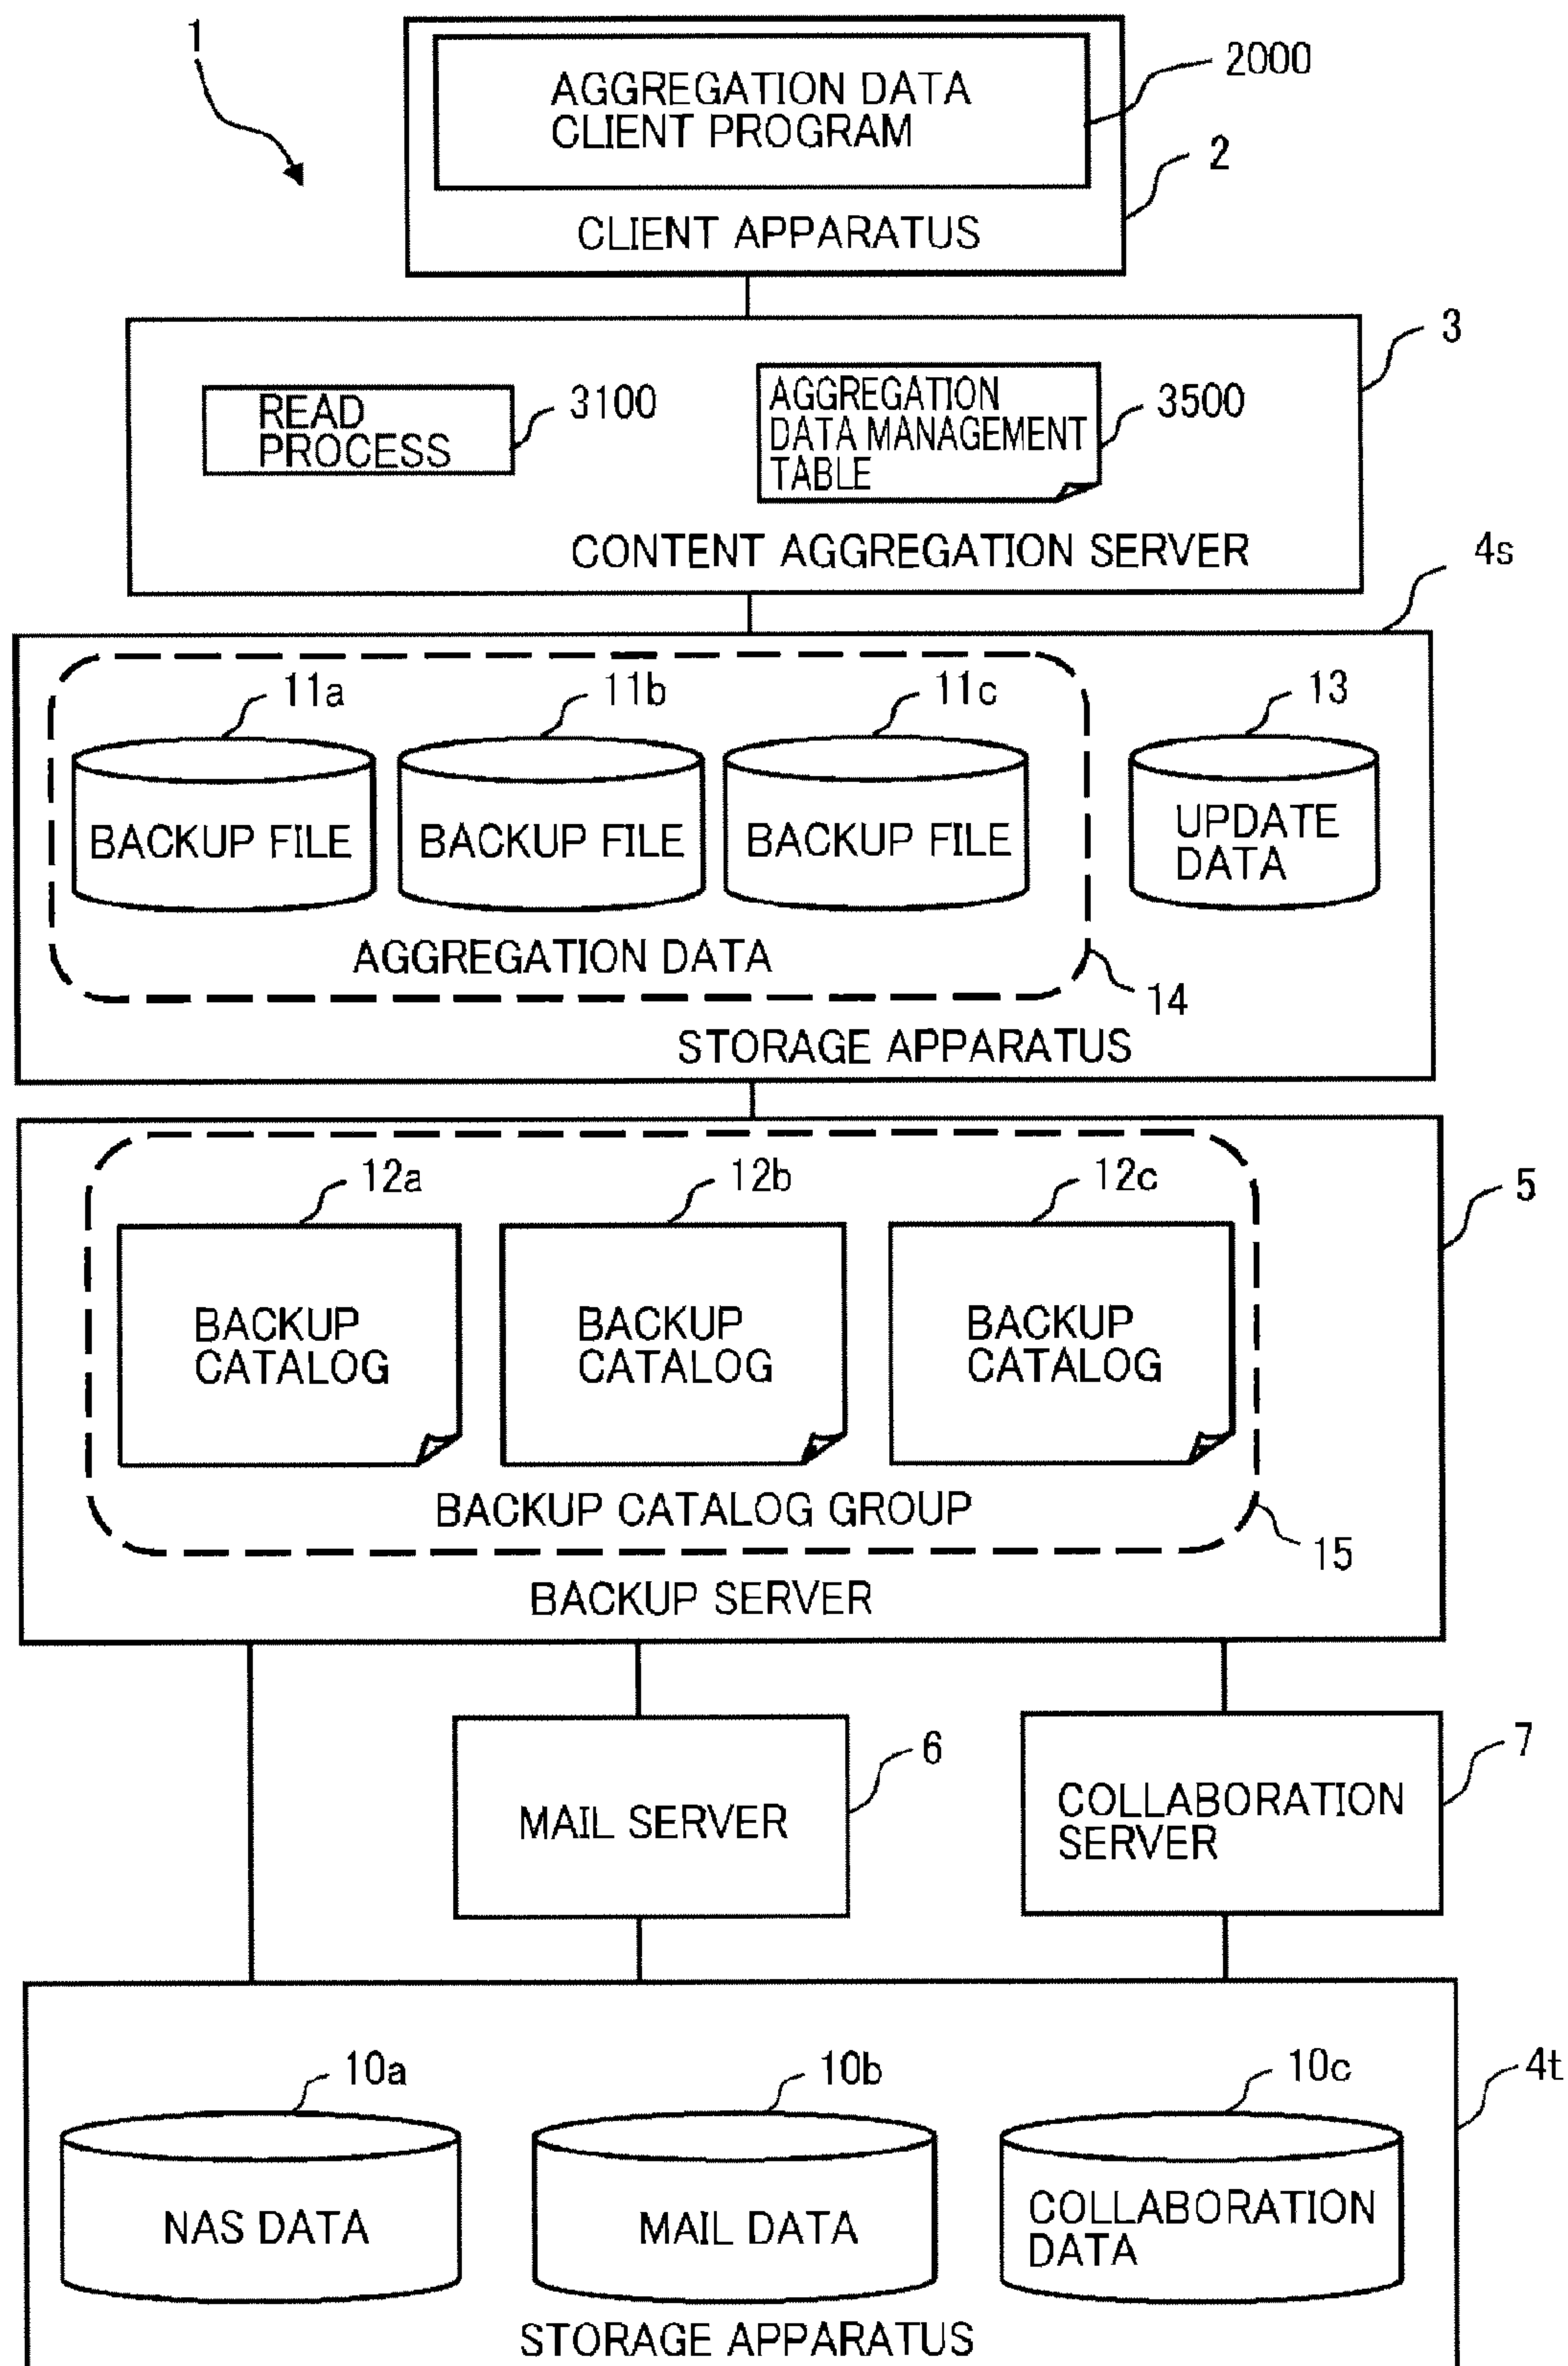 1
AGGREGATION DATA
CLIENT PROGRAM
2000
2
CLIENT APPARATUS
3
READ
PROCESS
3100
AGGREGATION
DATA MANAGEMENT
TABLE
3500
CONTENT AGGREGATION SERVER
4s
11a
11b
11c
13
BACKUP FILE
BACKUP FILE
BACKUP FILE
UPDATE
DATA
AGGREGATION DATA
14
STORAGE APPARATUS
12a
12b
12c
5
BACKUP
CATALOG
BACKUP
CATALOG
BACKUP
CATALOG
BACKUP CATALOG GROUP
15
BACKUP SERVER
6
7
MAIL SERVER
COLLABORATION
SERVER
10a
10b
10c
4t
NAS DATA
MAIL DATA
COLLABORATION
DATA
STORAGE APPARATUS